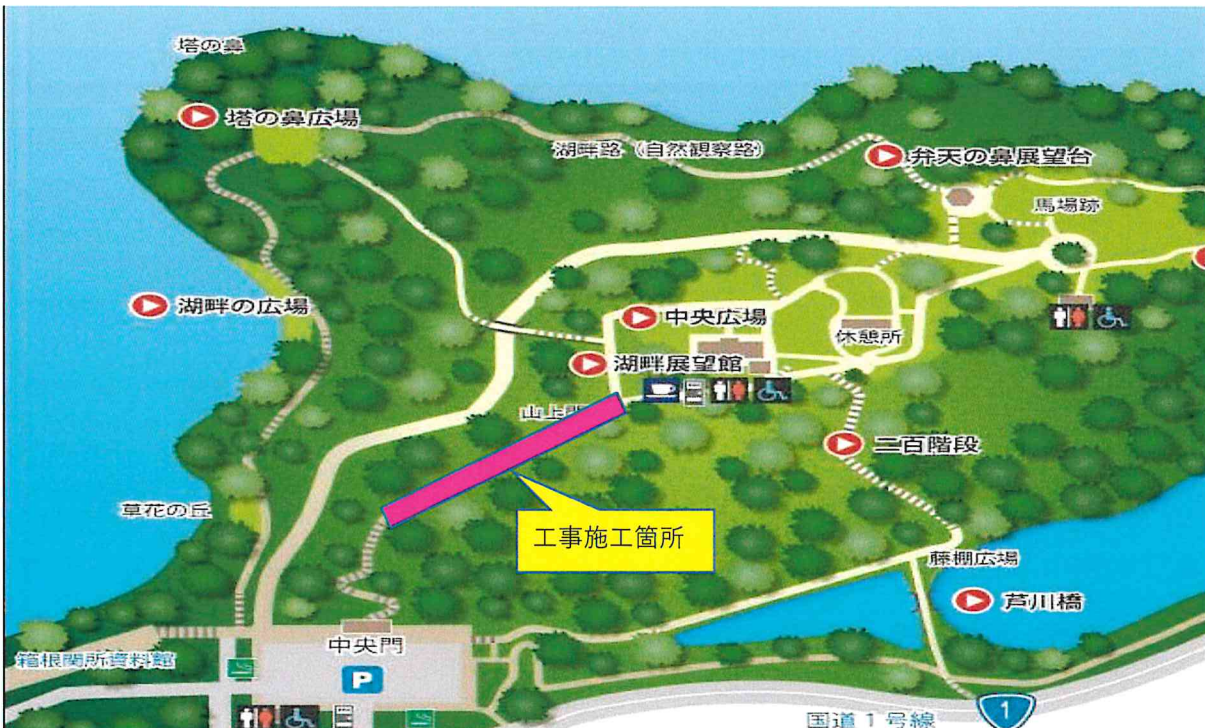 塔の鼻
塔の鼻広場
湖畔路（自然観察路）
弁天の鼻展望台
馬場跡
湖畔の広場
中央広場
休憩所
湖畔展望館
山上
二百階段
草花の丘
工事施工箇所
藤棚広場
芦川橋
中央門
箱根関所資料館
P
国道1号線
1